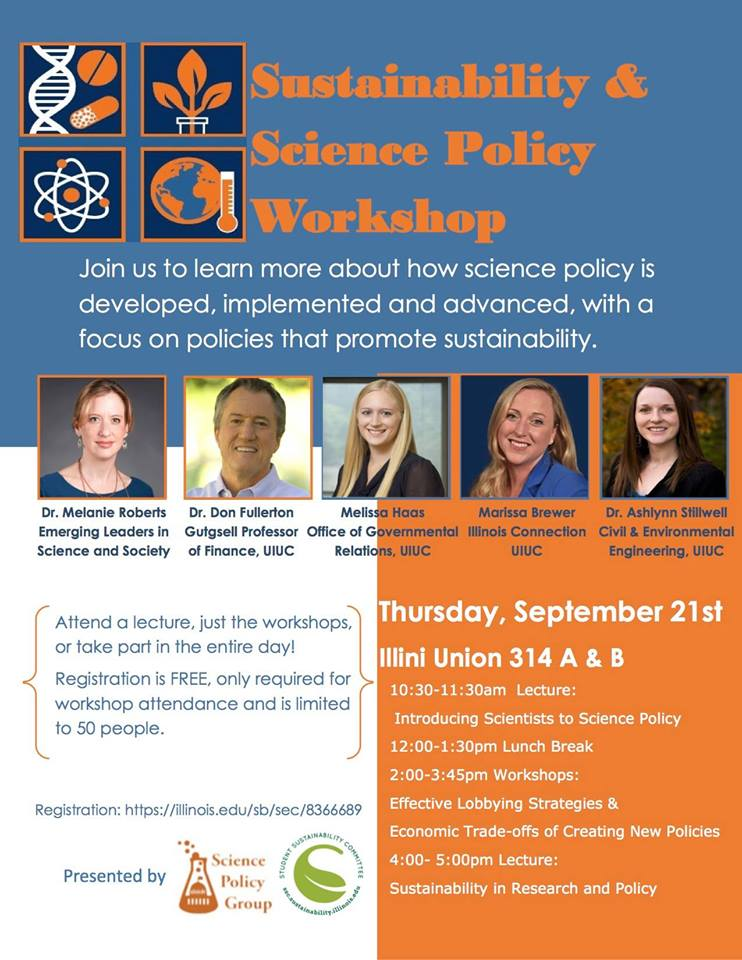 Sustainability &
Science Policy
Workshop
Join us to learn more about how science policy is
developed, implemented and advanced, with a
focus on policies that promote sustainability.
Dr. Melanie Roberts
Emerging Leaders in
Science and Society
Dr. Don Fullerton
Gutgsell Professor
of Finance, UIUC
Melissa Haas
Office of Governmental
Relations, UIUC
Marissa Brewer
Illinois Connection
UIUC
Dr. Ashlynn Stillwell
Civil & Environmental
Engineering, UIUC
Attend a lecture, just the workshops,
or take part in the entire day!
Registration is FREE, only required for
workshop attendance and is limited
to 50 people.
Registration: https://illinois.edu/sb/sec/8366689
Presented by
Science
Policy
Group
STUDENT SUSTAINABILITY COMMITTEE
ssc.sustainability.illinois.edu
Thursday, September 21st
Illini Union 314 A & B
10:30-11:30am Lecture:
Introducing Scientists to Science Policy
12:00-1:30pm Lunch Break
2:00-3:45pm Workshops:
Effective Lobbying Strategies &
Economic Trade-offs of Creating New Policies
4:00- 5:00pm Lecture:
Sustainability in Research and Policy